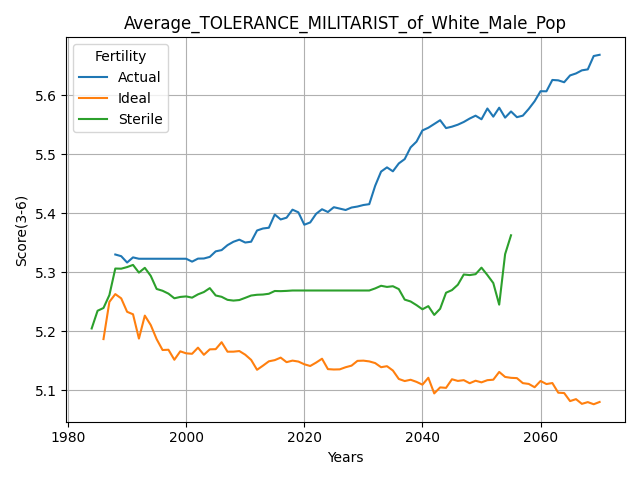 Average_TOLERANCE_MILITARIST_of_White_Male_Pop
Fertility
Actual
Ideal
Sterile
Score(3-6)
5.6
5.5
5.4
5.3
5.2
5.1
1980
2000
2020
2040
2060
Years